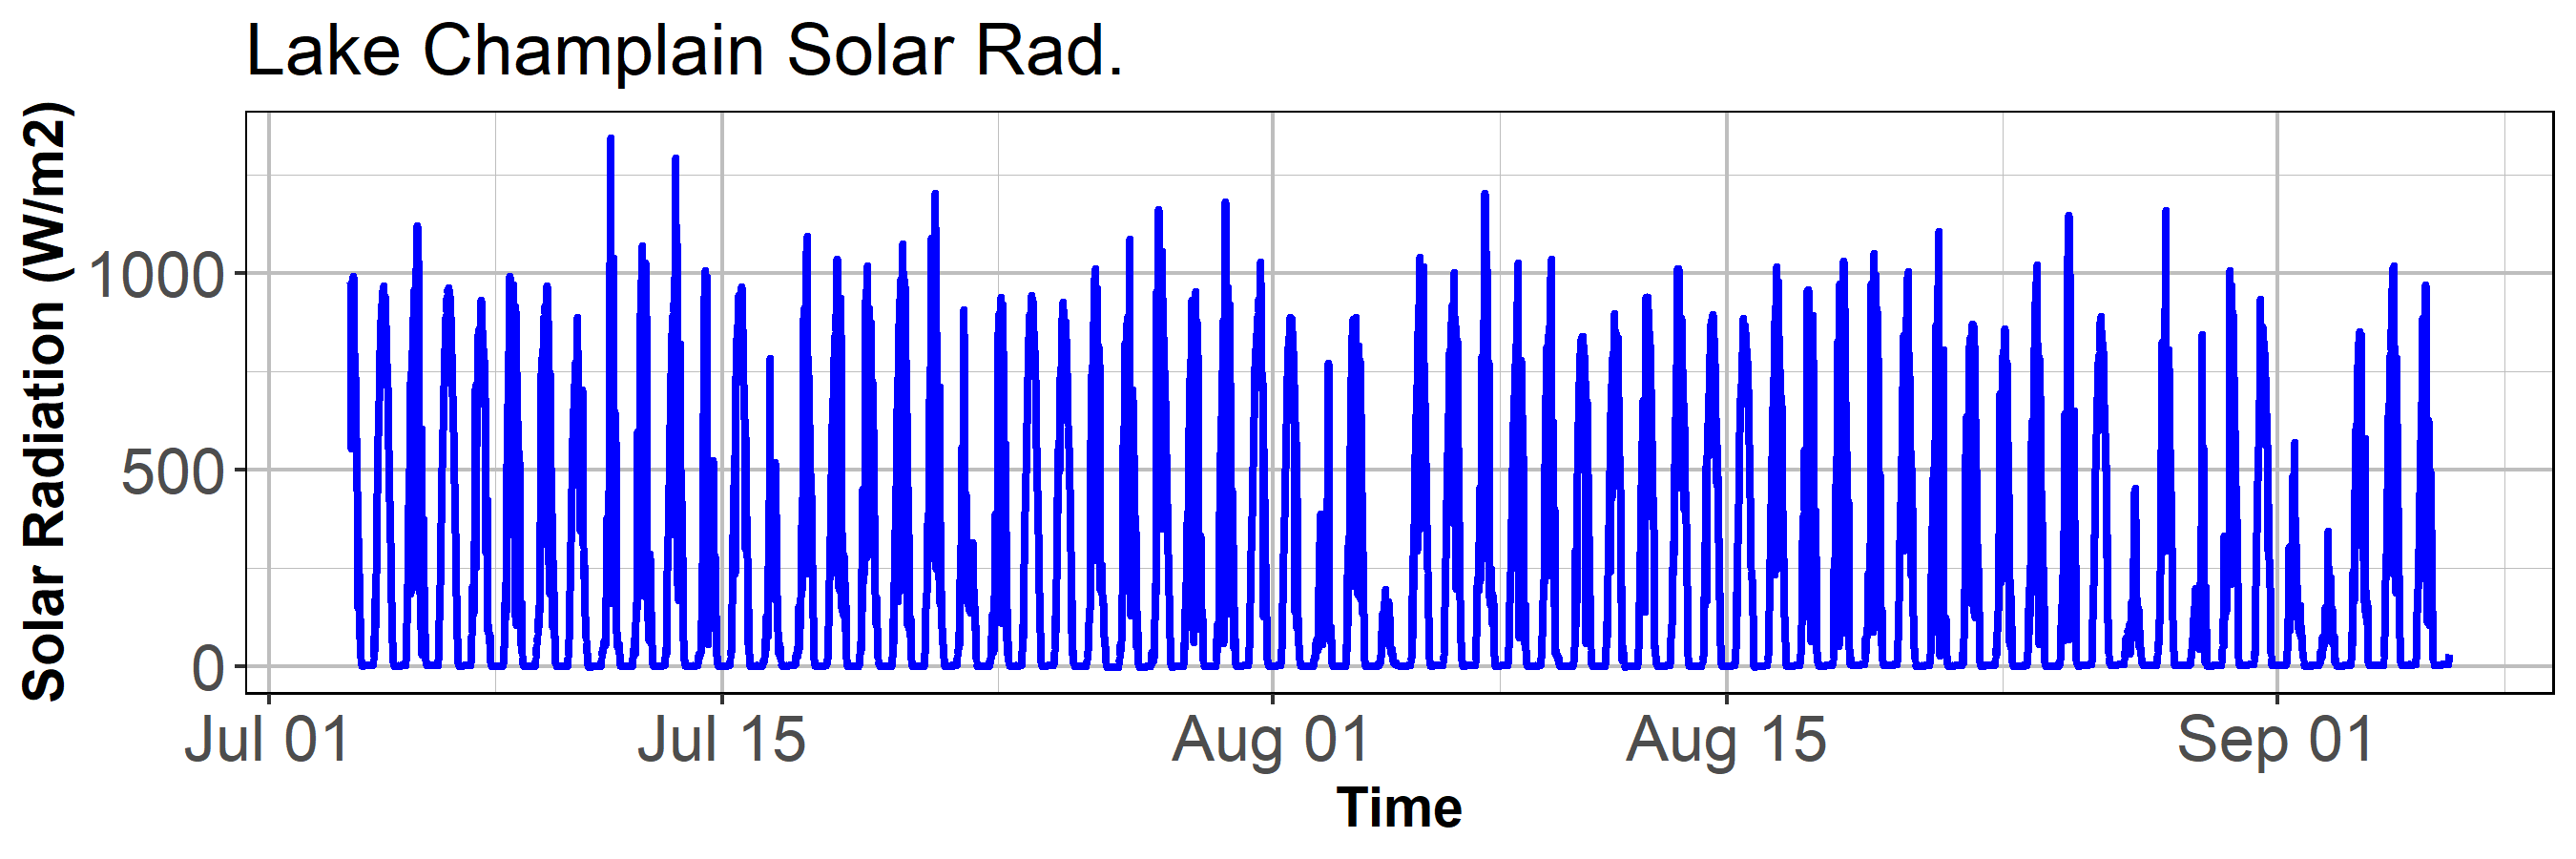 Lake Champlain Solar Rad.
Solar Radiation (W/m2)
1000
500
0
Jul 01
Jul 15
Aug 01
Aug 15
Sep 01
Time